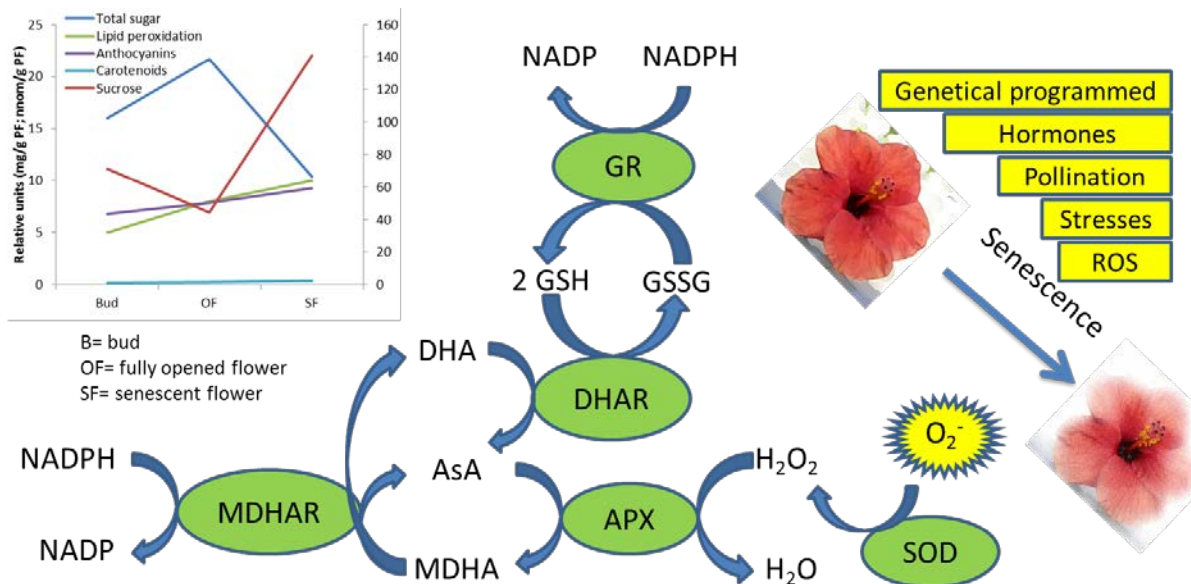 Relative units (mg/g PF; nnom/g PF)
25
20
15
10
5
0
Total sugar
Lipid peroxidation
Anthocyanins
Carotenoids
Sucrose
160
140
120
100
80
60
40
20
0
Bud OF SF
B= bud
OF= fully opened flower
SF= senescent flower
NADP NADPH
GR
2 GSH GSSG
DHA
DHAR
NADPH
AsA
H₂O₂
MDHAR
APX
NADP
MDHA
H₂O
O₂⁻
SOD
Genetical programmed
Hormones
Pollination
Stresses
ROS
Senescence